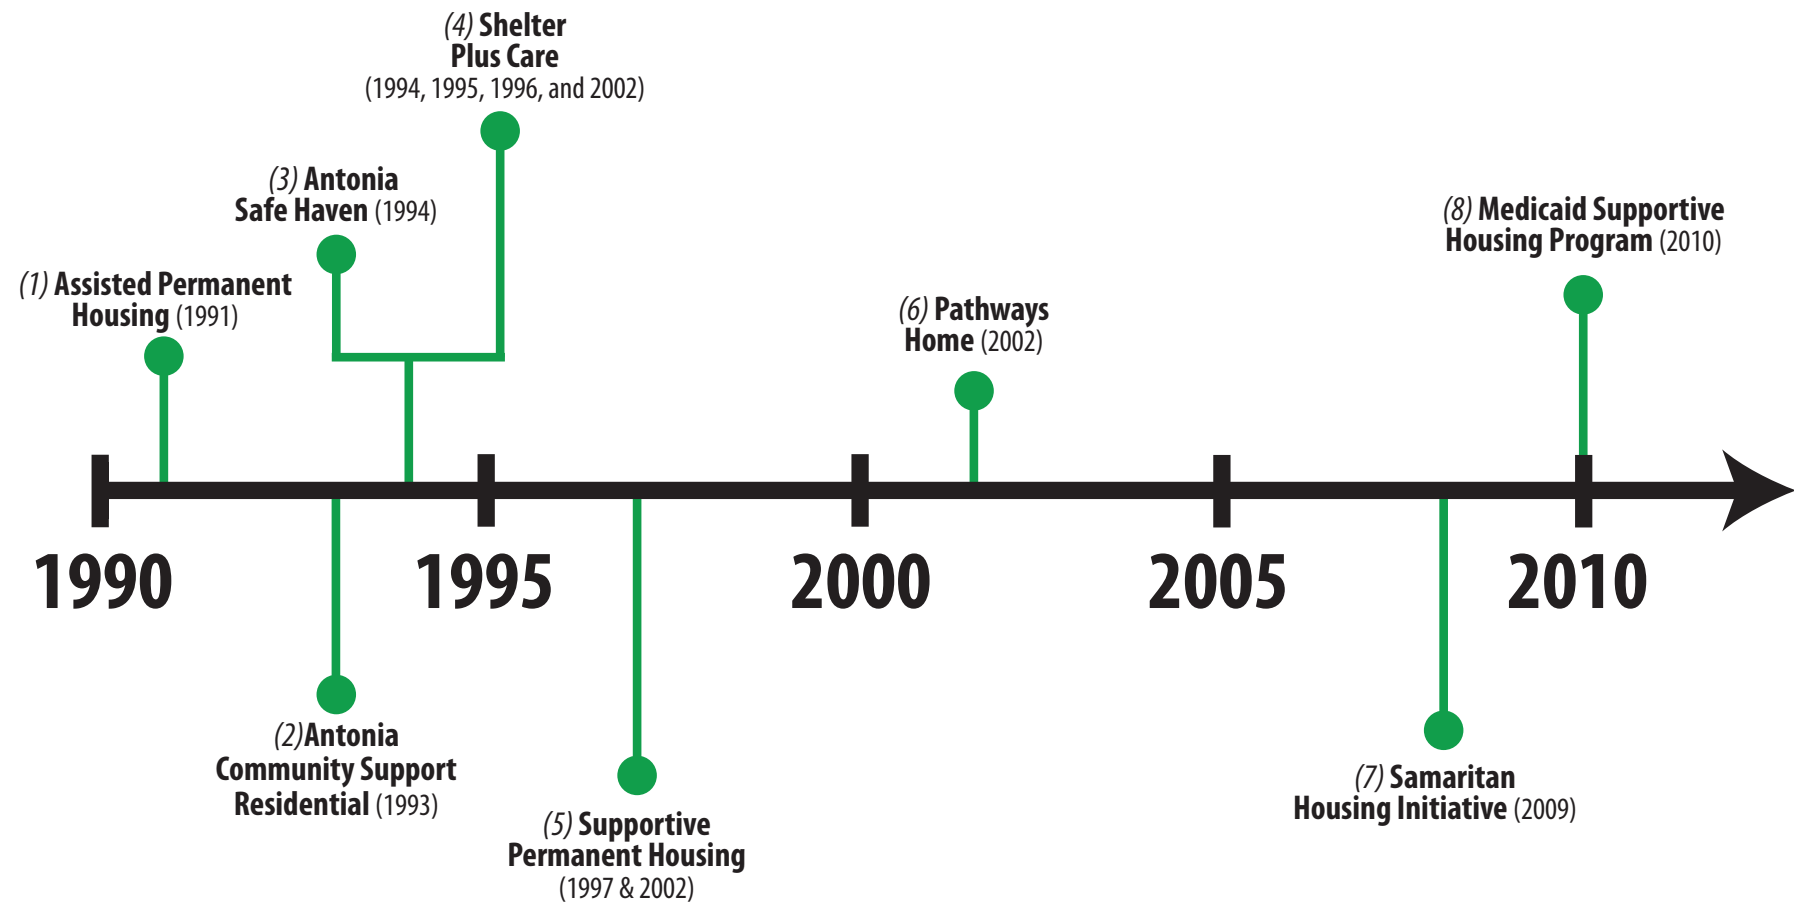 (4) Shelter
Plus Care
(1994, 1995, 1996, and 2002)
(3) Antonia
Safe Haven (1994)
(1) Assisted Permanent
Housing (1991)
(6) Pathways
Home (2002)
(8) Medicaid Supportive
Housing Program (2010)
1990
1995
2000
2005
2010
(2)Antonia
Community Support
Residential (1993)
(5) Supportive
Permanent Housing
(1997 & 2002)
(7) Samaritan
Housing Initiative (2009)